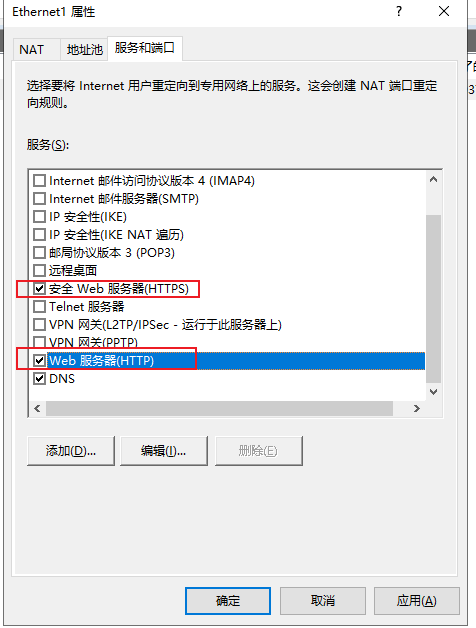 Ethernet1 属性
NAT
地址池
服务和端口
选择要将 Internet 用户重定向到专用网络上的服务。这会创建 NAT 端口重定
向规则。
服务(S):
Internet 邮件访问协议版本 4 (IMAP4)
Internet 邮件服务器(SMTP)
IP 安全性(IKE)
IP 安全性(IKE NAT 遍历)
邮局协议版本 3 (POP3)
远程桌面
安全 Web 服务器(HTTPS)
Telnet 服务器
VPN 网关(L2TP/IPSec - 运行于此服务器上)
VPN 网关(PPTP)
Web 服务器(HTTP)
DNS
添加(D)...
编辑(I)...
删除(E)
确定
取消
应用(A)